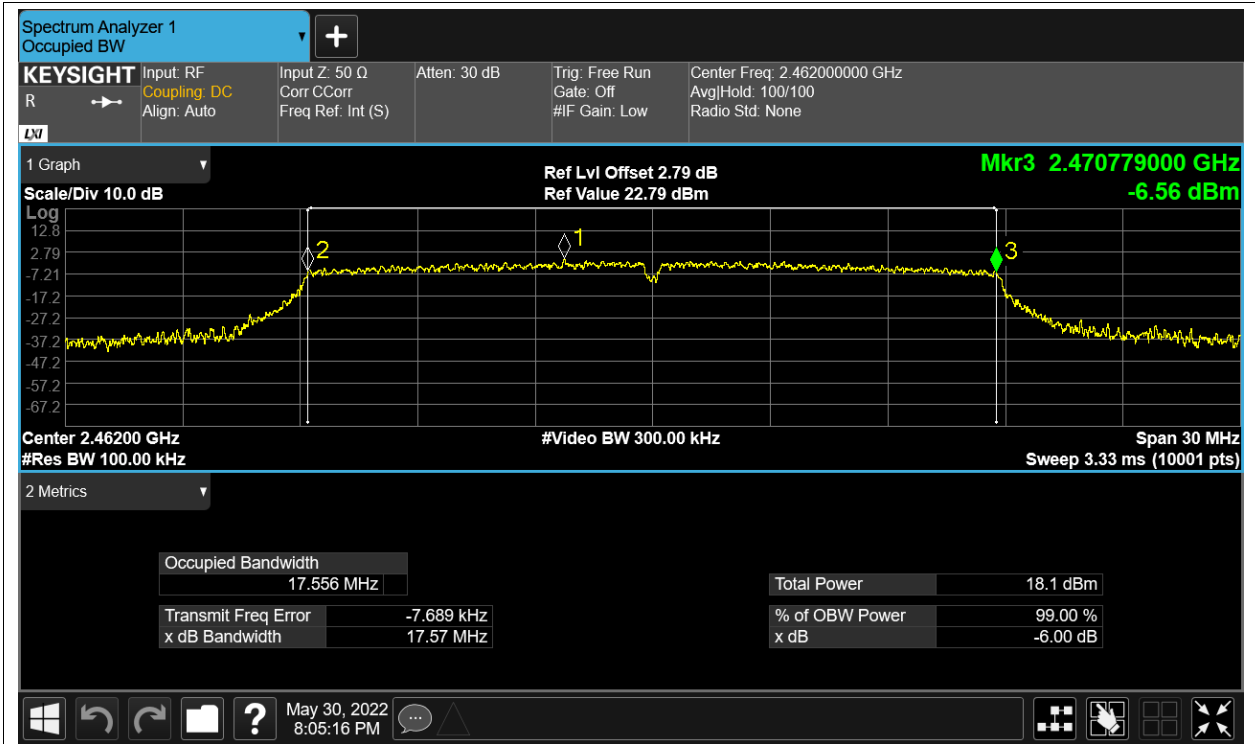 Spectrum Analyzer 1
Occupied BW
+
KEYSIGHT
R
LXI
Input: RF
Coupling: DC
Align: Auto
Input Z: 50 Ω
Corr CCorr
Freq Ref: Int (S)
Atten: 30 dB
Trig: Free Run
Gate: Off
#IF Gain: Low
Center Freq: 2.462000000 GHz
Avg|Hold: 100/100
Radio Std: None
1 Graph
Scale/Div 10.0 dB
Ref Lvl Offset 2.79 dB
Ref Value 22.79 dBm
Mkr3 2.470779000 GHz
-6.56 dBm
Log
12.8
2.79
-7.21
-17.2
-27.2
-37.2
-47.2
-57.2
-67.2
2
1
3
Center 2.46200 GHz
#Res BW 100.00 kHz
#Video BW 300.00 kHz
Span 30 MHz
Sweep 3.33 ms (10001 pts)
2 Metrics
Occupied Bandwidth
17.556 MHz
Transmit Freq Error -7.689 kHz
x dB Bandwidth 17.57 MHz
Total Power 18.1 dBm
% of OBW Power 99.00 %
x dB -6.00 dB
?
May 30, 2022
8:05:16 PM